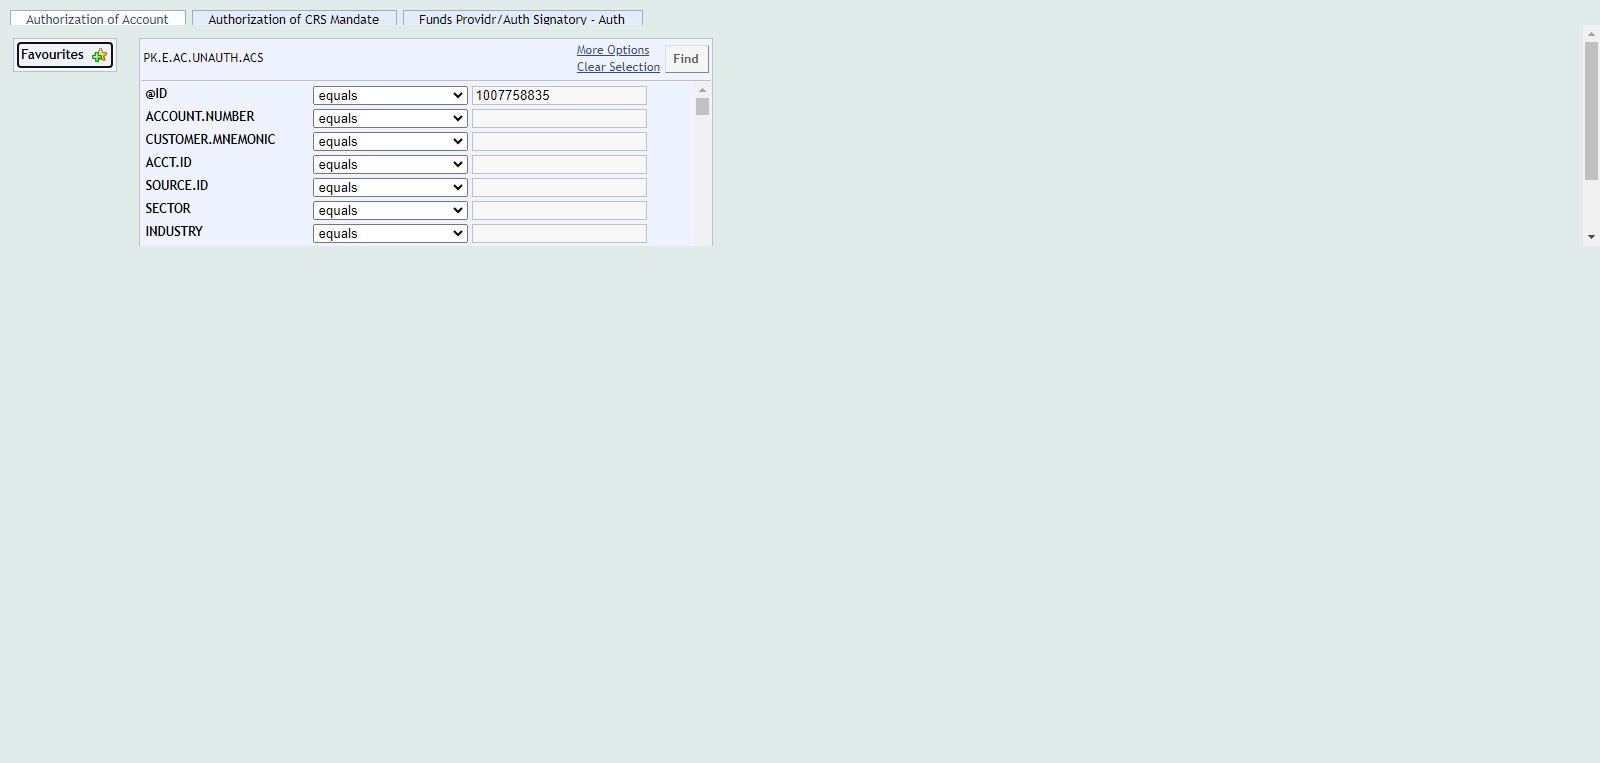 Authorization of Account Authorization of CRS Mandate Funds Providr/Auth Signatory - Auth
Favourites
PK.E.AC.UNAUTH.ACS More Options
Clear Selection Find
@ID equals 1007758835
ACCOUNT.NUMBER equals
CUSTOMER.MNEMONIC equals
ACCT.ID equals
SOURCE.ID equals
SECTOR equals
INDUSTRY equals